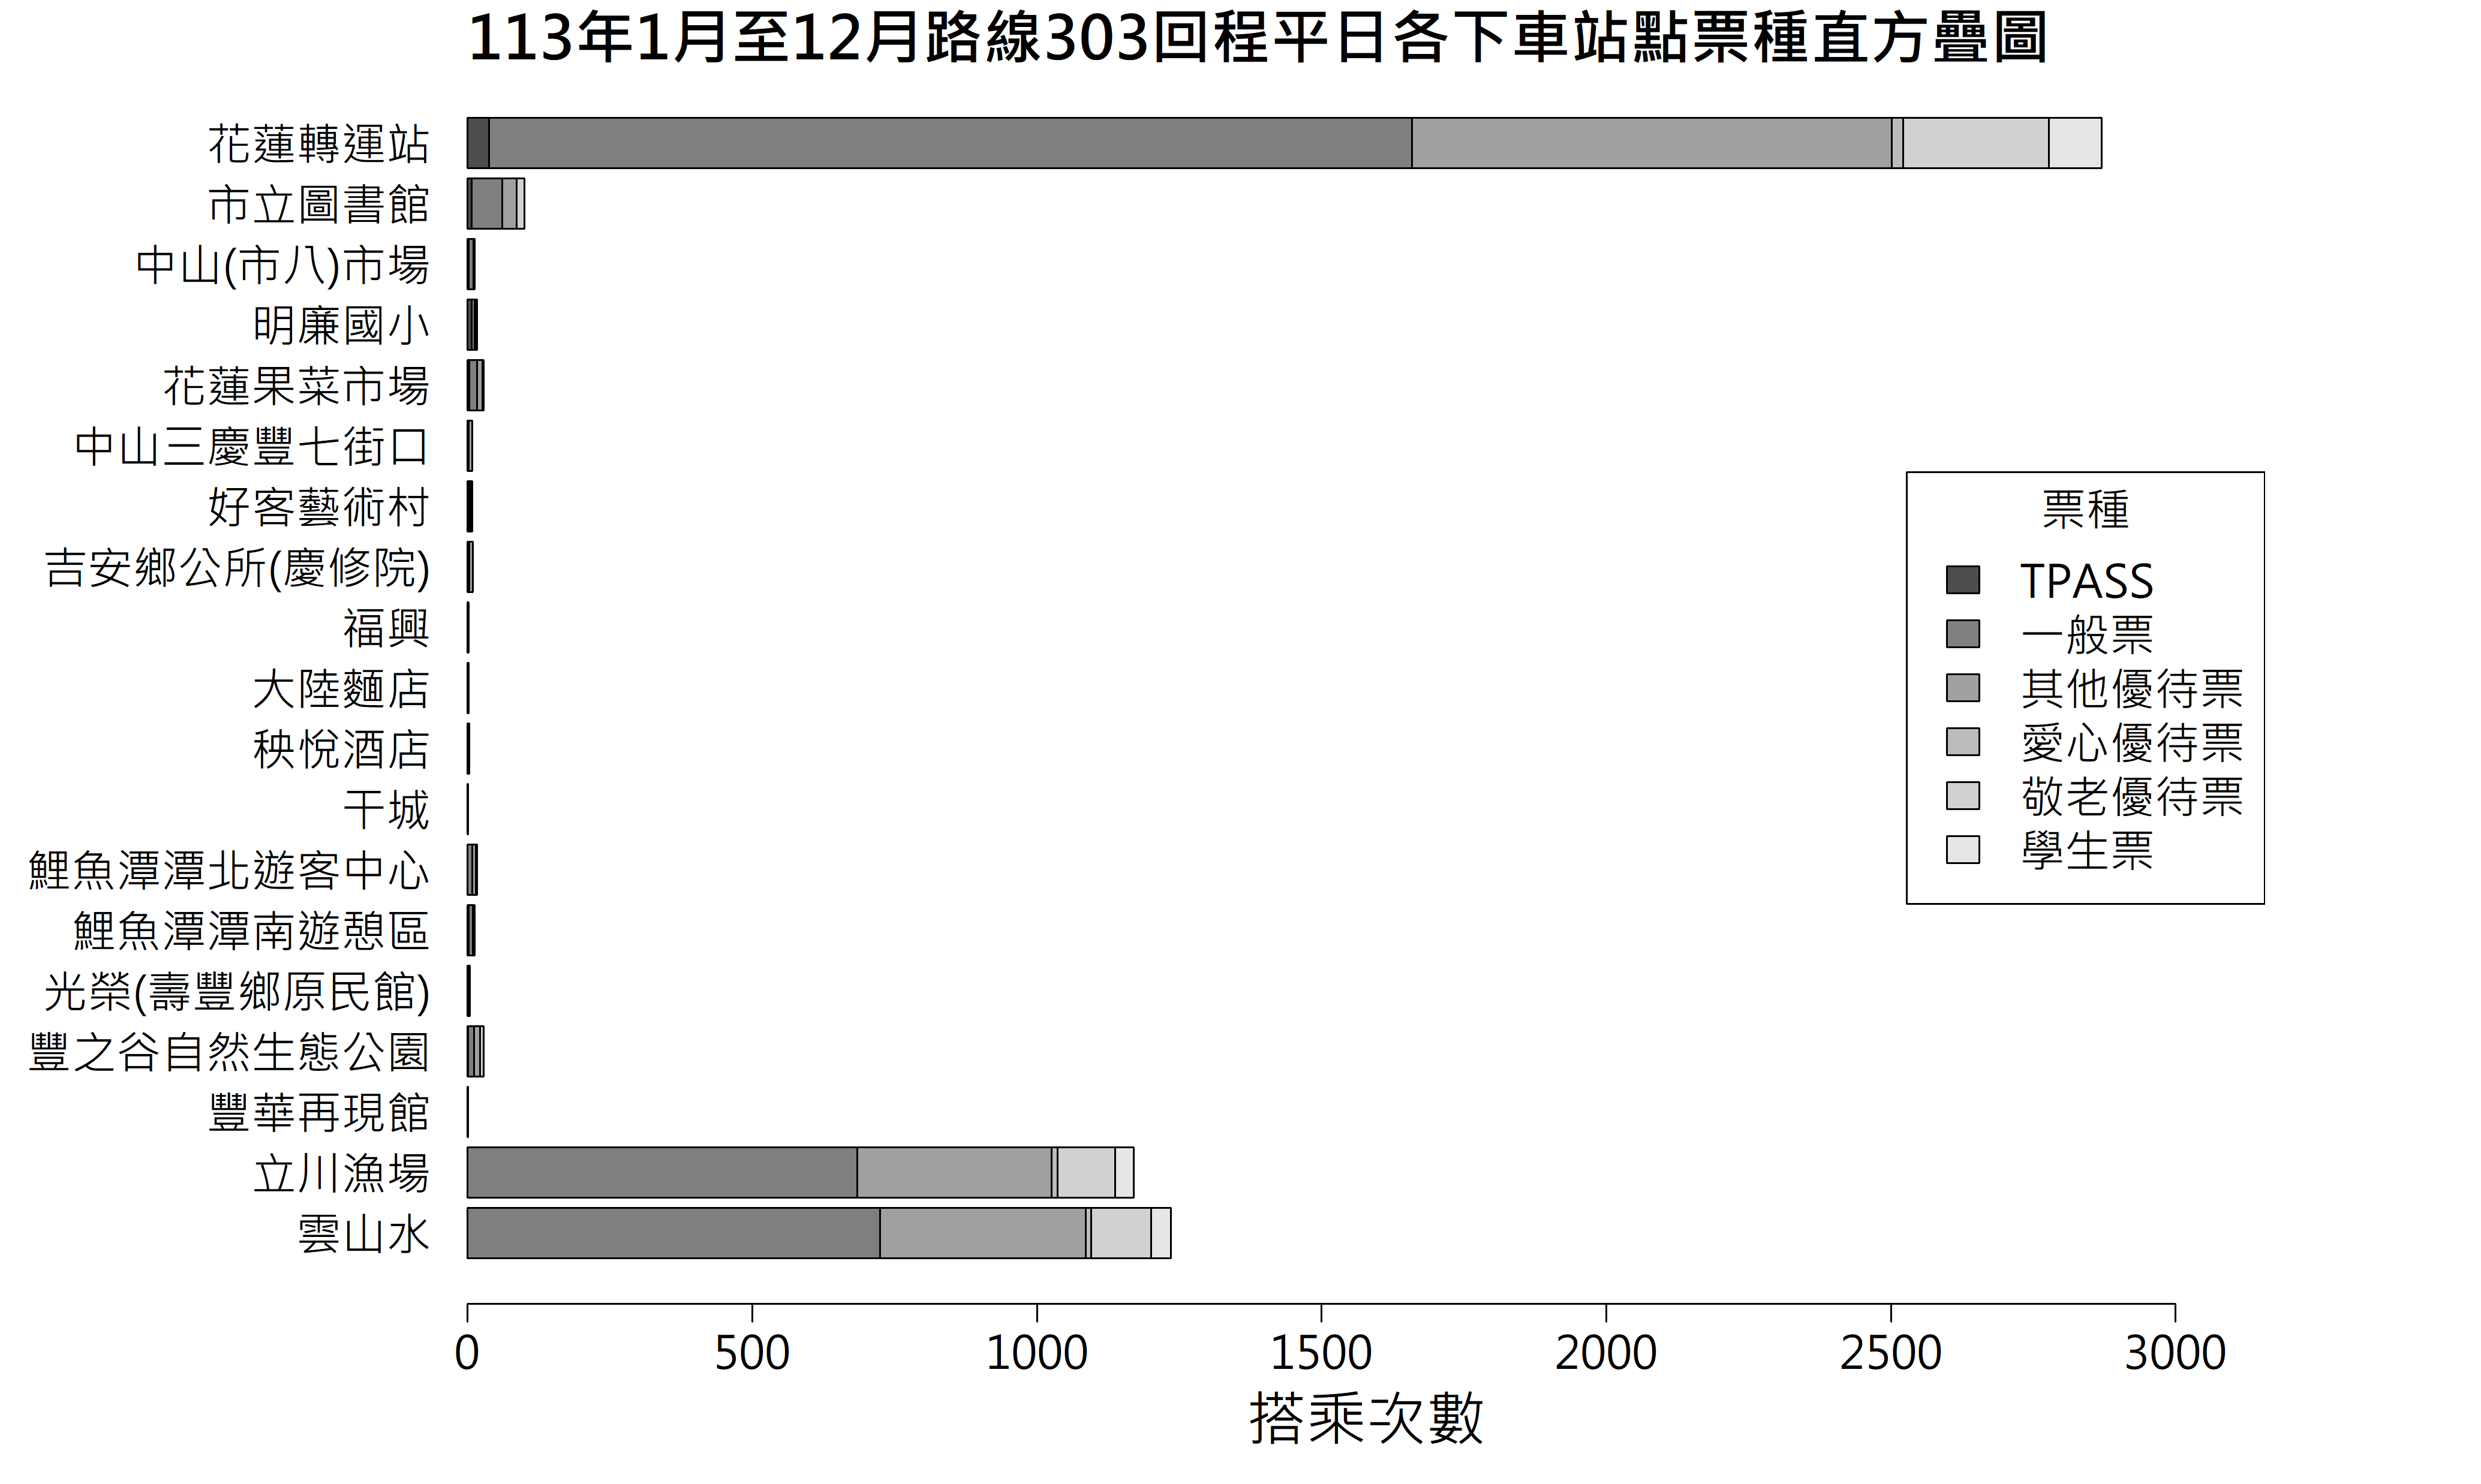 113年1月至12月路線303回程平日各下車站點票種直方疊圖
花蓮轉運站
市立圖書館
中山(市八)市場
明廉國小
花蓮果菜市場
中山三慶豐七街口
好客藝術村
吉安鄉公所(慶修院)
福興
大陸麵店
秧悅酒店
干城
鯉魚潭潭北遊客中心
鯉魚潭潭南遊憩區
光榮(壽豐鄉原民館)
豐之谷自然生態公園
豐華再現館
立川漁場
雲山水
票種
TPASS
一般票
其他優待票
愛心優待票
敬老優待票
學生票
0 500 1000 1500 2000 2500 3000
搭乘次數